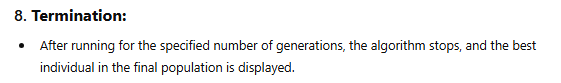 8. Termination:
• After running for the specified number of generations, the algorithm stops, and the best
individual in the final population is displayed.